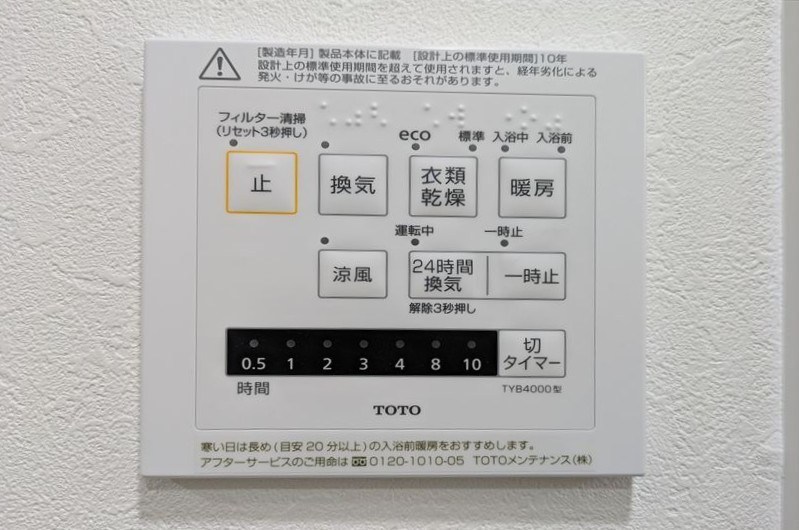 [製造年月] 製品本体に記載 [設計上の標準使用期間]10年
設計上の標準使用期間を超えて使用されますと、経年劣化による
発火・けが等の事故に至るおそれがあります。
フィルター清掃
(リセット3秒押し)
eco 標準 入浴中 入浴前
止 換気 衣類 暖房
乾燥
運転中 一時止
涼風 24時間 一時止
換気
解除3秒押し
0.5 1 2 3 4 8 10 切
タイマー
時間 TYB4000型
TOTO
寒い日は長め(目安20分以上)の入浴前暖房をおすすめします。
アフターサービスのご用命は 0120-1010-05 TOTOメンテナンス(株)